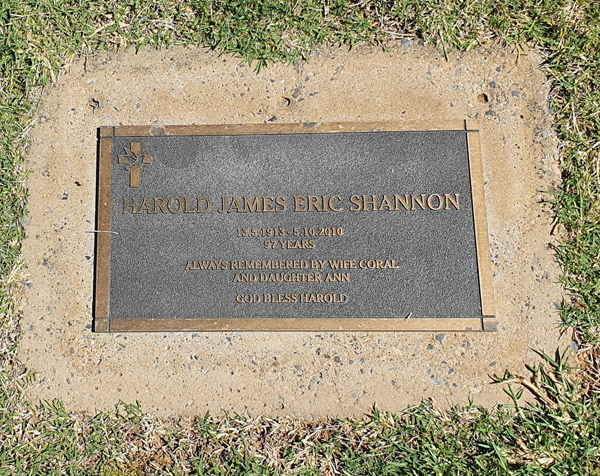 HAROLD JAMES ERIC SHANNON
13.5.1913 - 5.10.2010
97 YEARS
ALWAYS REMEMBERED BY WIFE CORAL
AND DAUGHTER ANN
GOD BLESS HAROLD